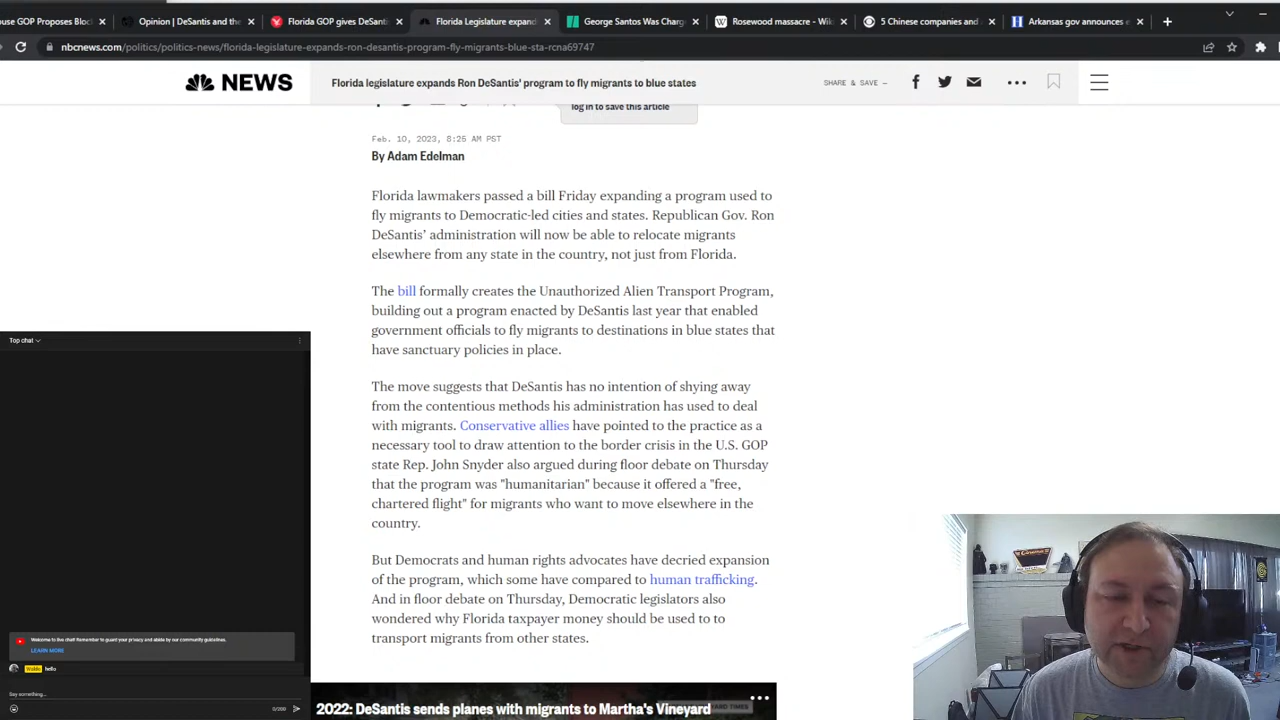 use GOP Proposes Bloc
Opinion | DeSantis and the
Florida GOP gives DeSanti
Florida Legislature expand
George Santos Was Charge
Rosewood massacre - Wiki
5 Chinese companies and
Arkansas gov announces e
nbcnews.com/politics/politics-news/florida-legislature-expands-ron-desantis-program-fly-migrants-blue-sta-rcna69747
NEWS
Florida legislature expands Ron DeSantis' program to fly migrants to blue states
SHARE & SAVE —
log in to save this article
Feb. 10, 2023, 8:25 AM PST
By Adam Edelman
Florida lawmakers passed a bill Friday expanding a program used to
fly migrants to Democratic-led cities and states. Republican Gov. Ron
DeSantis' administration will now be able to relocate migrants
elsewhere from any state in the country, not just from Florida.
The bill formally creates the Unauthorized Alien Transport Program,
building out a program enacted by DeSantis last year that enabled
government officials to fly migrants to destinations in blue states that
have sanctuary policies in place.
The move suggests that DeSantis has no intention of shying away
from the contentious methods his administration has used to deal
with migrants. Conservative allies have pointed to the practice as a
necessary tool to draw attention to the border crisis in the U.S. GOP
state Rep. John Snyder also argued during floor debate on Thursday
that the program was "humanitarian" because it offered a "free,
chartered flight" for migrants who want to move elsewhere in the
country.
But Democrats and human rights advocates have decried expansion
of the program, which some have compared to human trafficking.
And in floor debate on Thursday, Democratic legislators also
wondered why Florida taxpayer money should be used to to
transport migrants from other states.
2022: DeSantis sends planes with migrants to Martha's Vineyard
YARD TIMES
Top chat
Welcome to live chat! Remember to guard your privacy and abide by our community guidelines.
LEARN MORE
Waldo hello
Say something...
0/200